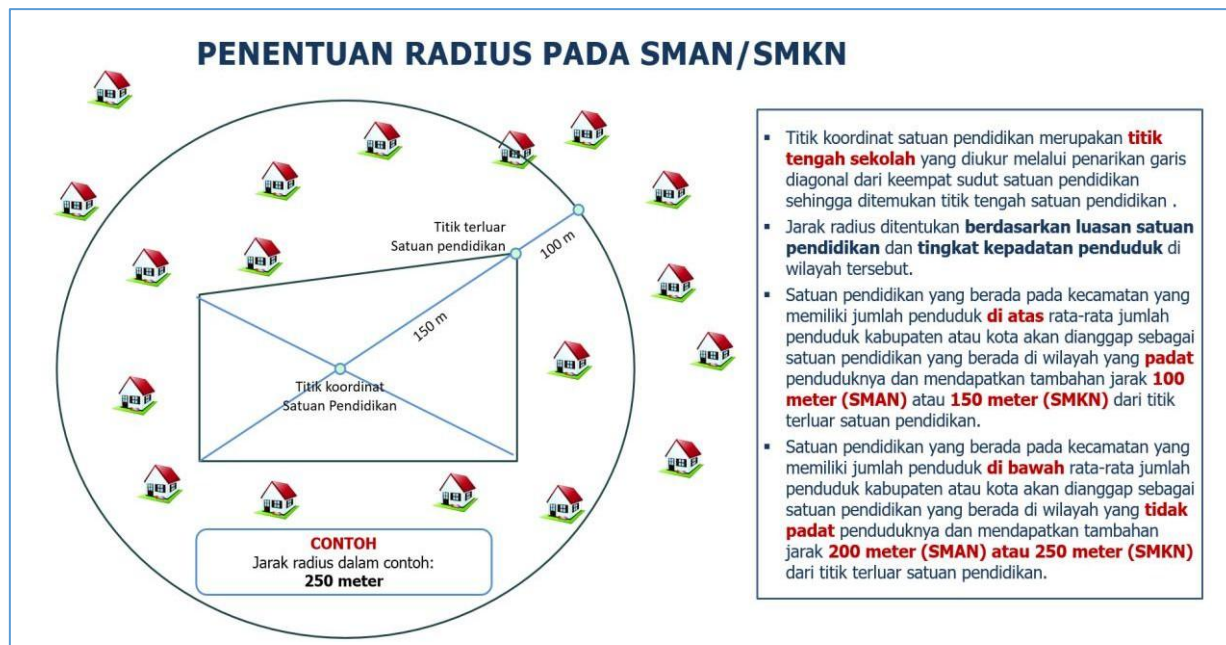 PENENTUAN RADIUS PADA SMAN/SMKN
Titik terluar
Satuan pendidikan
100 m
150 m
Titik koordinat
Satuan Pendidikan
CONTOH
Jarak radius dalam contoh:
250 meter
▪ Titik koordinat satuan pendidikan merupakan titik
tengah sekolah yang diukur melalui penarikan garis
diagonal dari keempat sudut satuan pendidikan
sehingga ditemukan titik tengah satuan pendidikan .
▪ Jarak radius ditentukan berdasarkan luasan satuan
pendidikan dan tingkat kepadatan penduduk di
wilayah tersebut.
▪ Satuan pendidikan yang berada pada kecamatan yang
memiliki jumlah penduduk di atas rata-rata jumlah
penduduk kabupaten atau kota akan dianggap sebagai
satuan pendidikan yang berada di wilayah yang padat
penduduknya dan mendapatkan tambahan jarak 100
meter (SMAN) atau 150 meter (SMKN) dari titik
terluar satuan pendidikan.
▪ Satuan pendidikan yang berada pada kecamatan yang
memiliki jumlah penduduk di bawah rata-rata jumlah
penduduk kabupaten atau kota akan dianggap sebagai
satuan pendidikan yang berada di wilayah yang tidak
padat penduduknya dan mendapatkan tambahan
jarak 200 meter (SMAN) atau 250 meter (SMKN)
dari titik terluar satuan pendidikan.